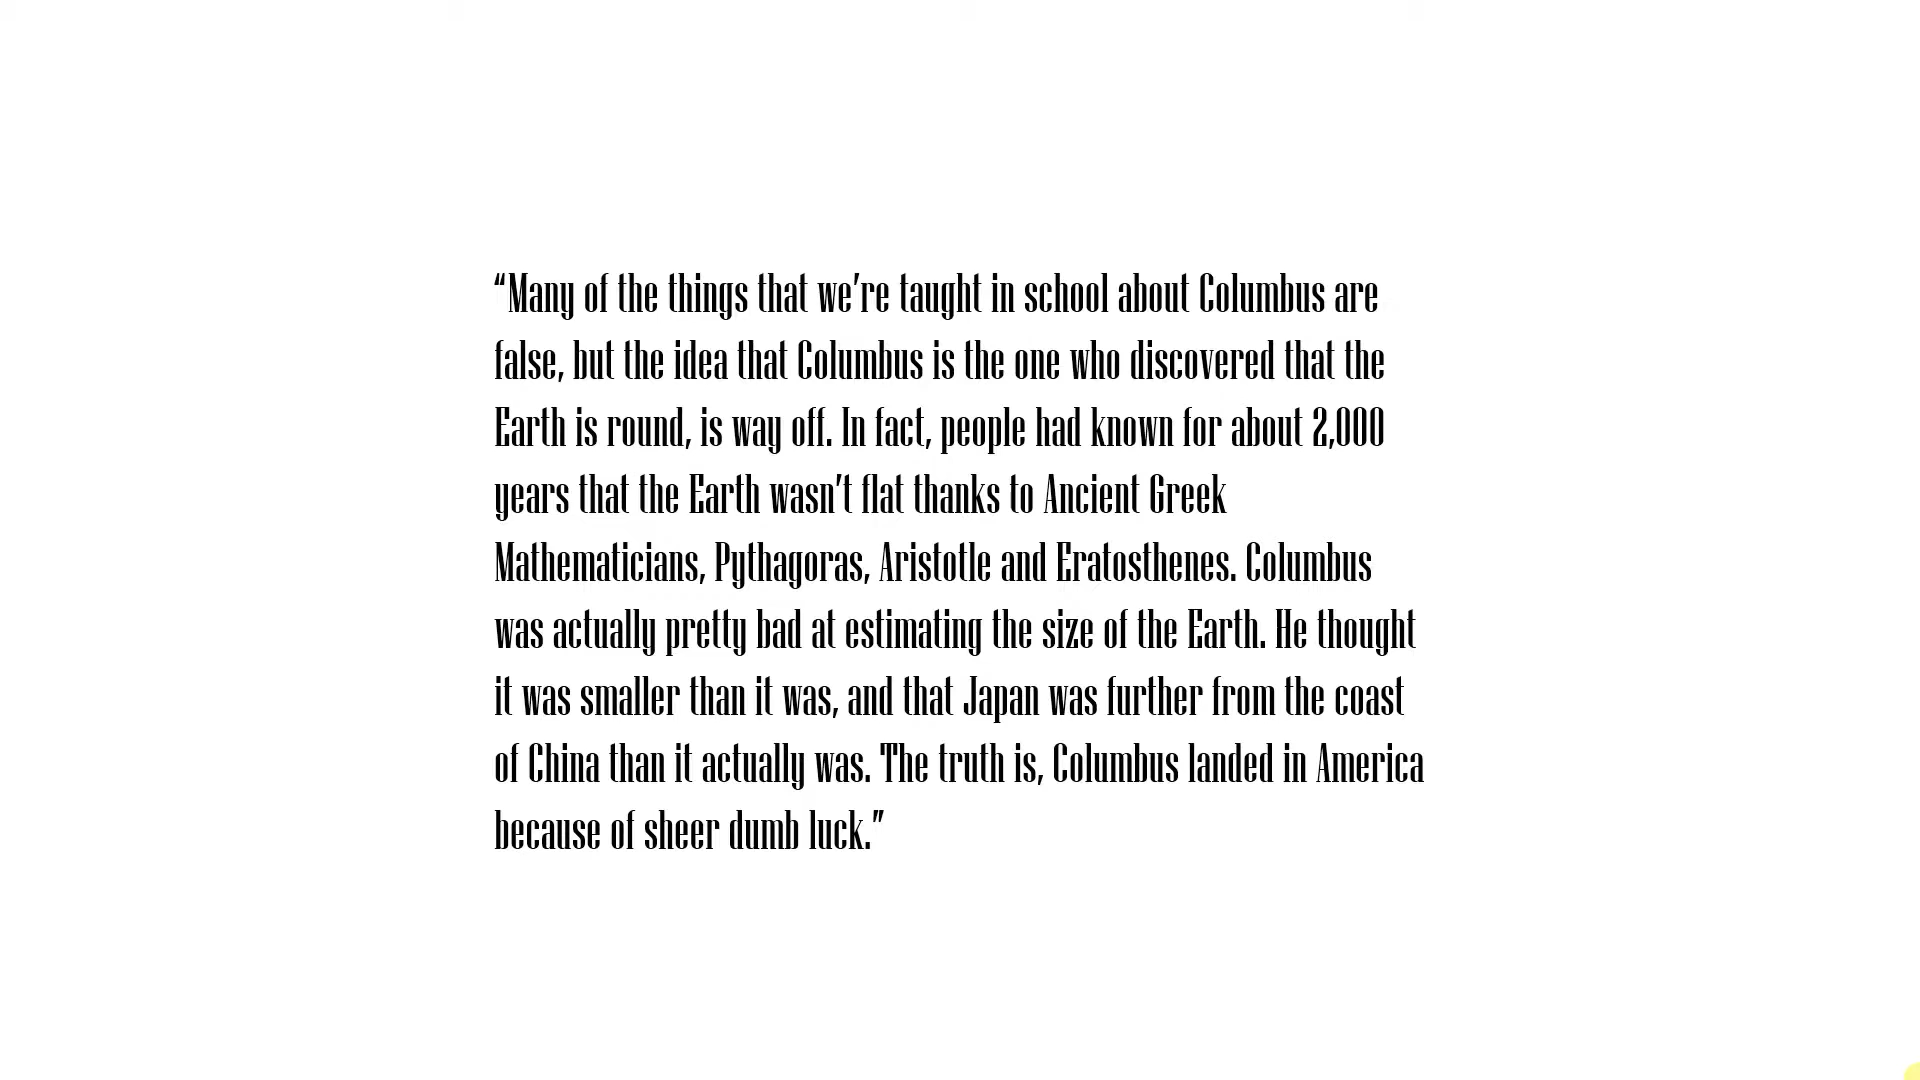 “Many of the things that we’re taught in school about Columbus are
false, but the idea that Columbus is the one who discovered that the
Earth is round, is way off. In fact, people had known for about 2,000
years that the Earth wasn’t flat thanks to Ancient Greek
Mathematicians, Pythagoras, Aristotle and Eratosthenes. Columbus
was actually pretty bad at estimating the size of the Earth. He thought
it was smaller than it was, and that Japan was further from the coast
of China than it actually was. The truth is, Columbus landed in America
because of sheer dumb luck.”